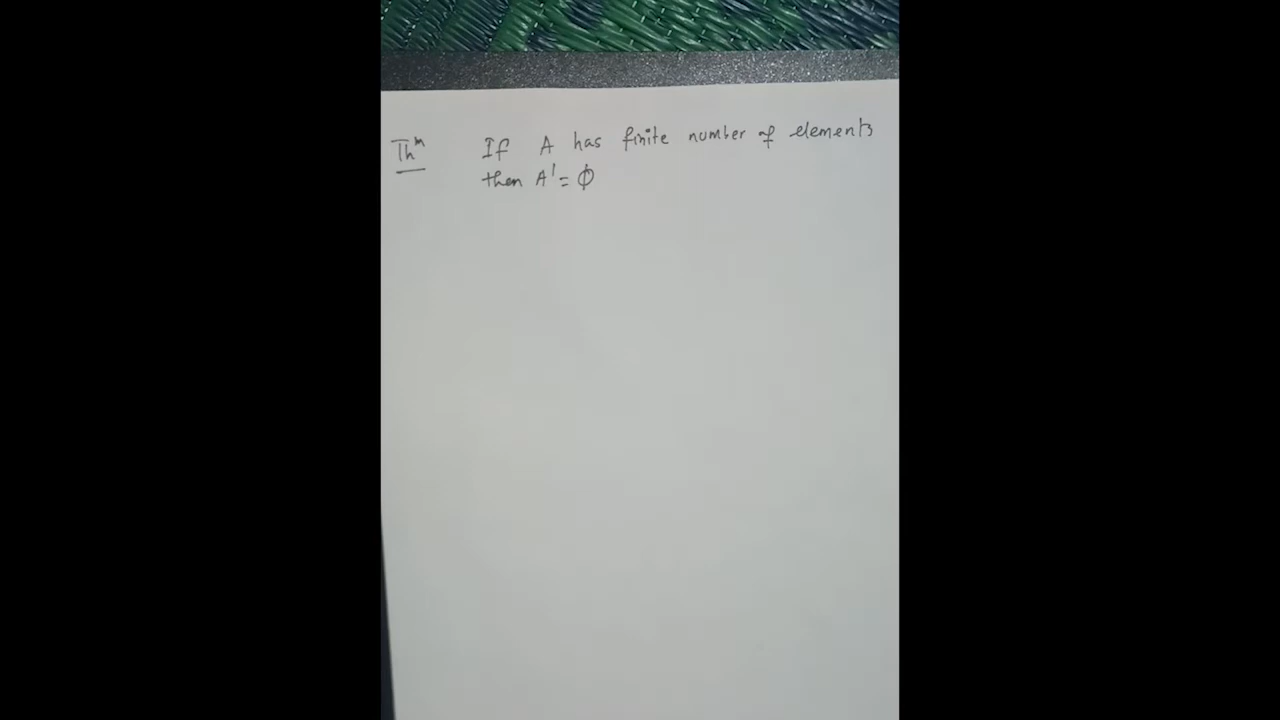 Thm If A has finite number of elements
then A' = ϕ